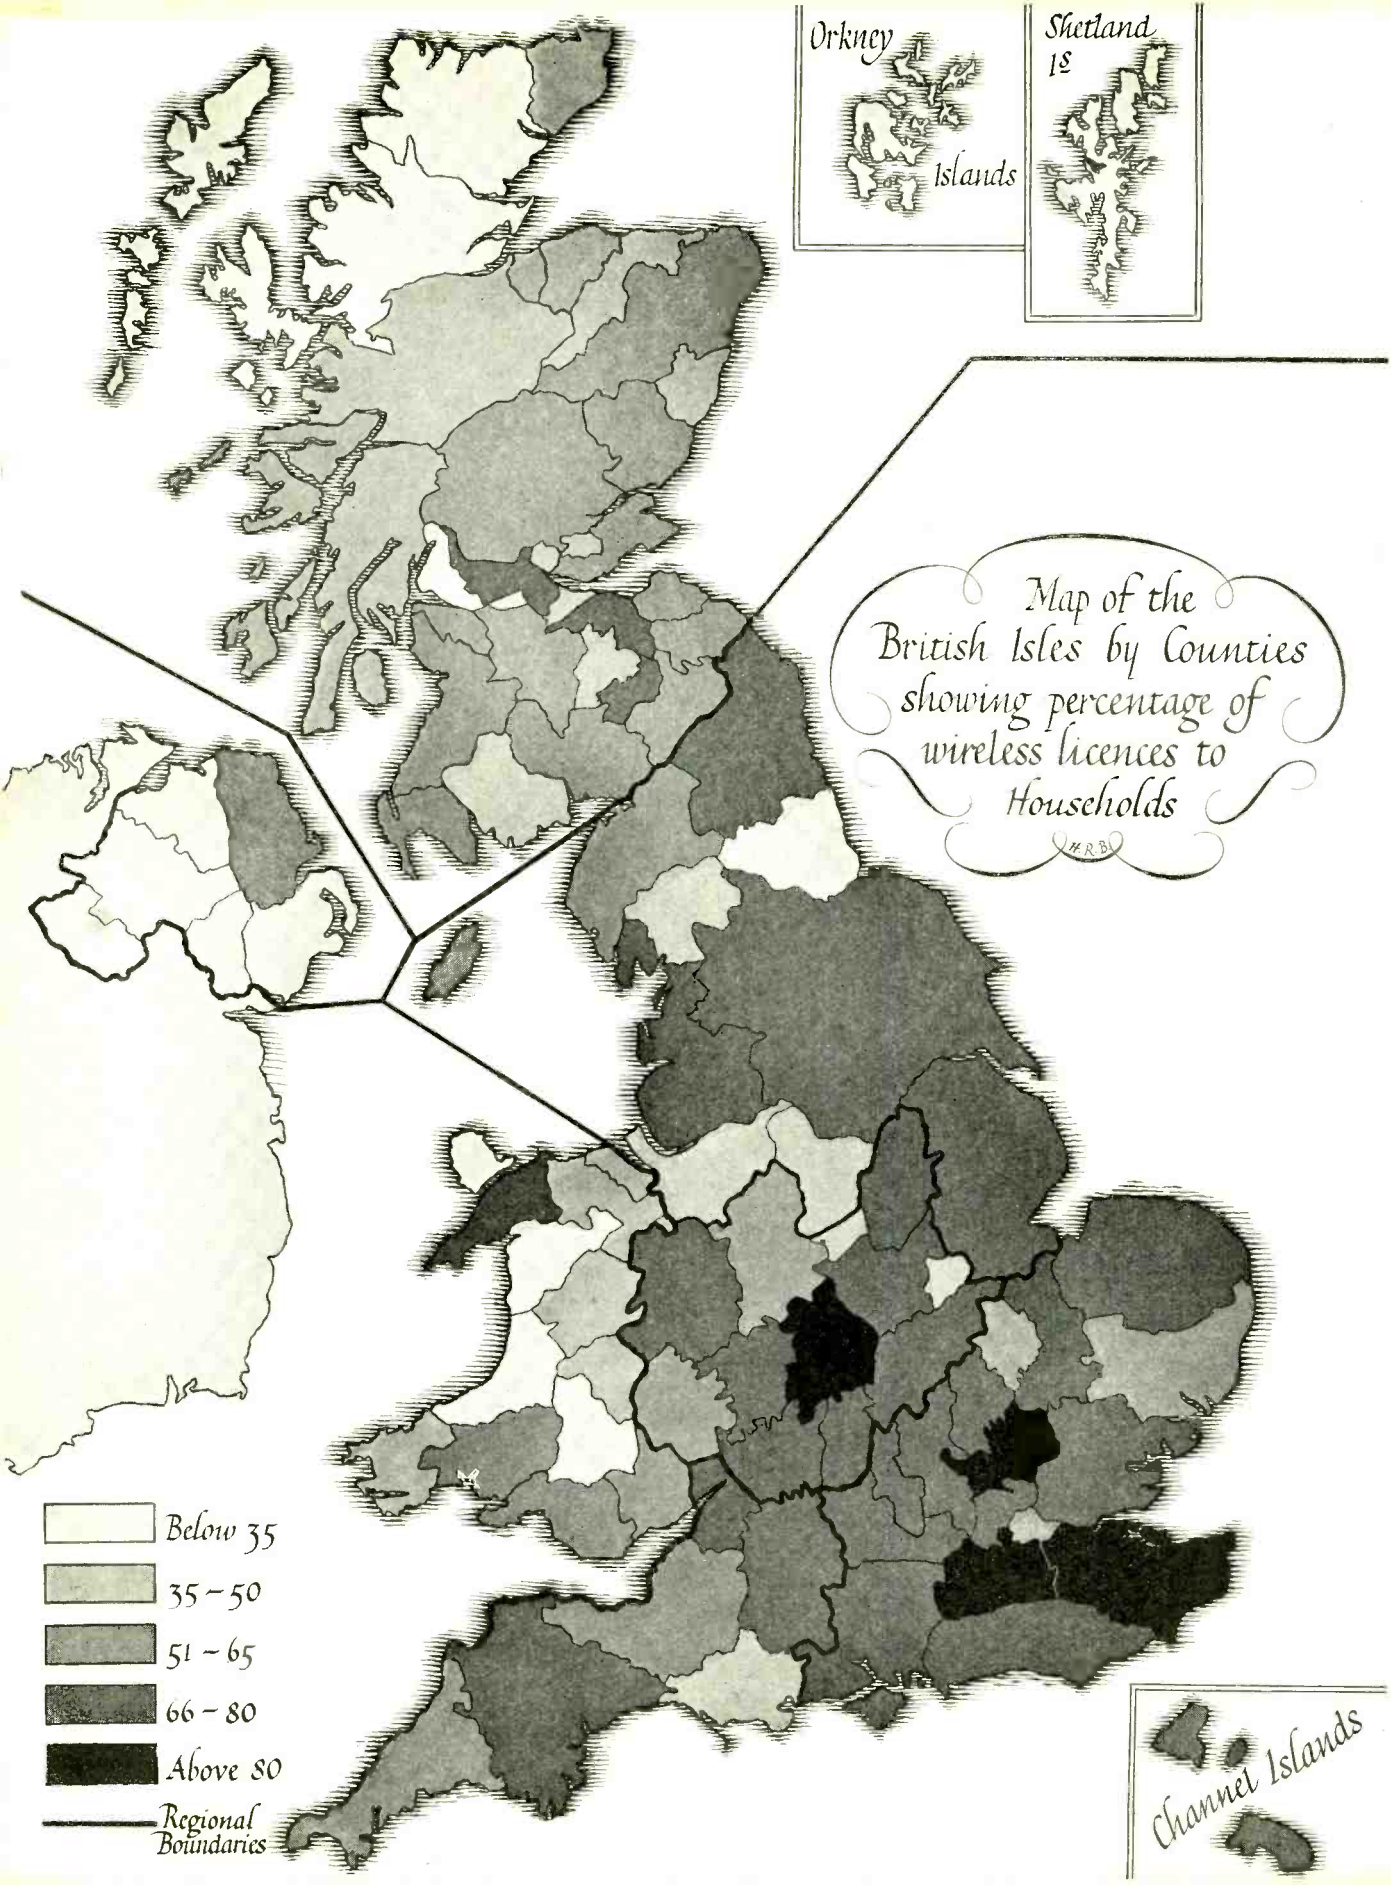 Orkney
Islands
Shetland
Is
Map of the
British Isles by Counties
showing percentage of
wireless licences to
Households
H.R.B.
Below 35
35 – 50
51 – 65
66 – 80
Above 80
Regional
Boundaries
Channel Islands